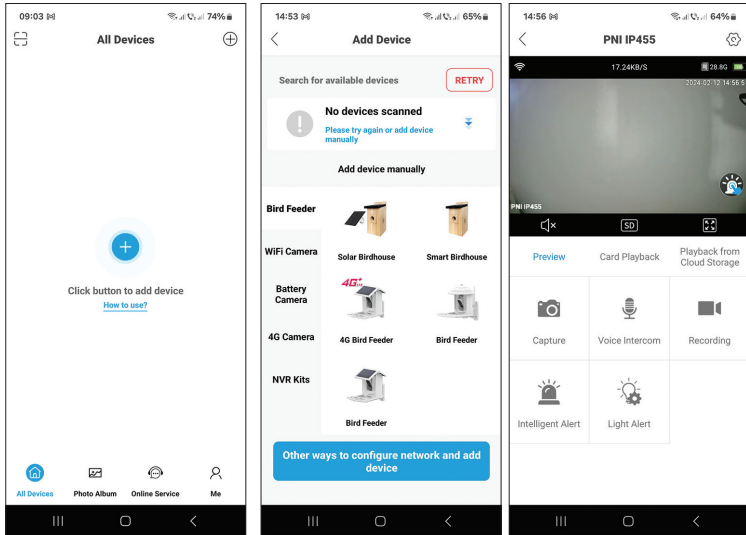 09:03
74%
All Devices
Click button to add device
How to use?
All Devices
Photo Album
Online Service
Me
14:53
65%
Add Device
Search for available devices
RETRY
No devices scanned
Please try again or add device
manually
Add device manually
Bird Feeder
WiFi Camera
Battery
Camera
4G Camera
NVR Kits
Solar Birdhouse
Smart Birdhouse
4G LTE
4G Bird Feeder
Bird Feeder
Bird Feeder
Other ways to configure network and add
device
14:56
64%
PNI IP455
17.24KB/S
28.8G
2024-02-12 14:56:5
PNI IP455
SD
Preview
Card Playback
Playback from
Cloud Storage
Capture
Voice Intercom
Recording
Intelligent Alert
Light Alert